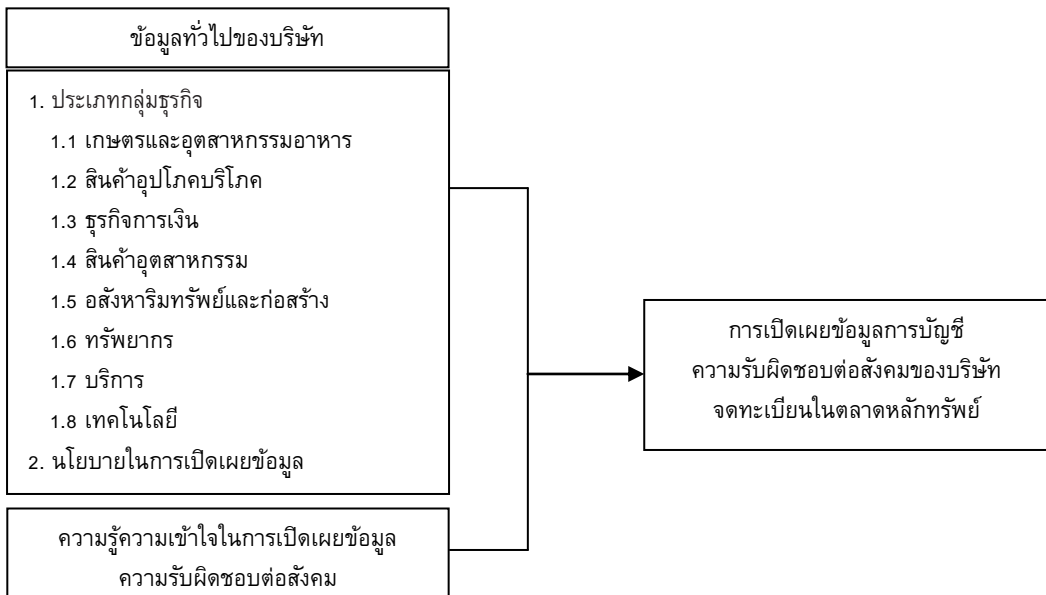 ข้อมูลทั่วไปของบริษัท
1. ประเภทกลุ่มธุรกิจ
1.1 เกษตรและอุตสาหกรรมอาหาร
1.2 สินค้าอุปโภคบริโภค
1.3 ธุรกิจการเงิน
1.4 สินค้าอุตสาหกรรม
1.5 อสังหาริมทรัพย์และก่อสร้าง
1.6 ทรัพยากร
1.7 บริการ
1.8 เทคโนโลยี
2. นโยบายในการเปิดเผยข้อมูล
ความรู้ความเข้าใจในการเปิดเผยข้อมูล
ความรับผิดชอบต่อสังคม
การเปิดเผยข้อมูลการบัญชี
ความรับผิดชอบต่อสังคมของบริษัท
จดทะเบียนในตลาดหลักทรัพย์